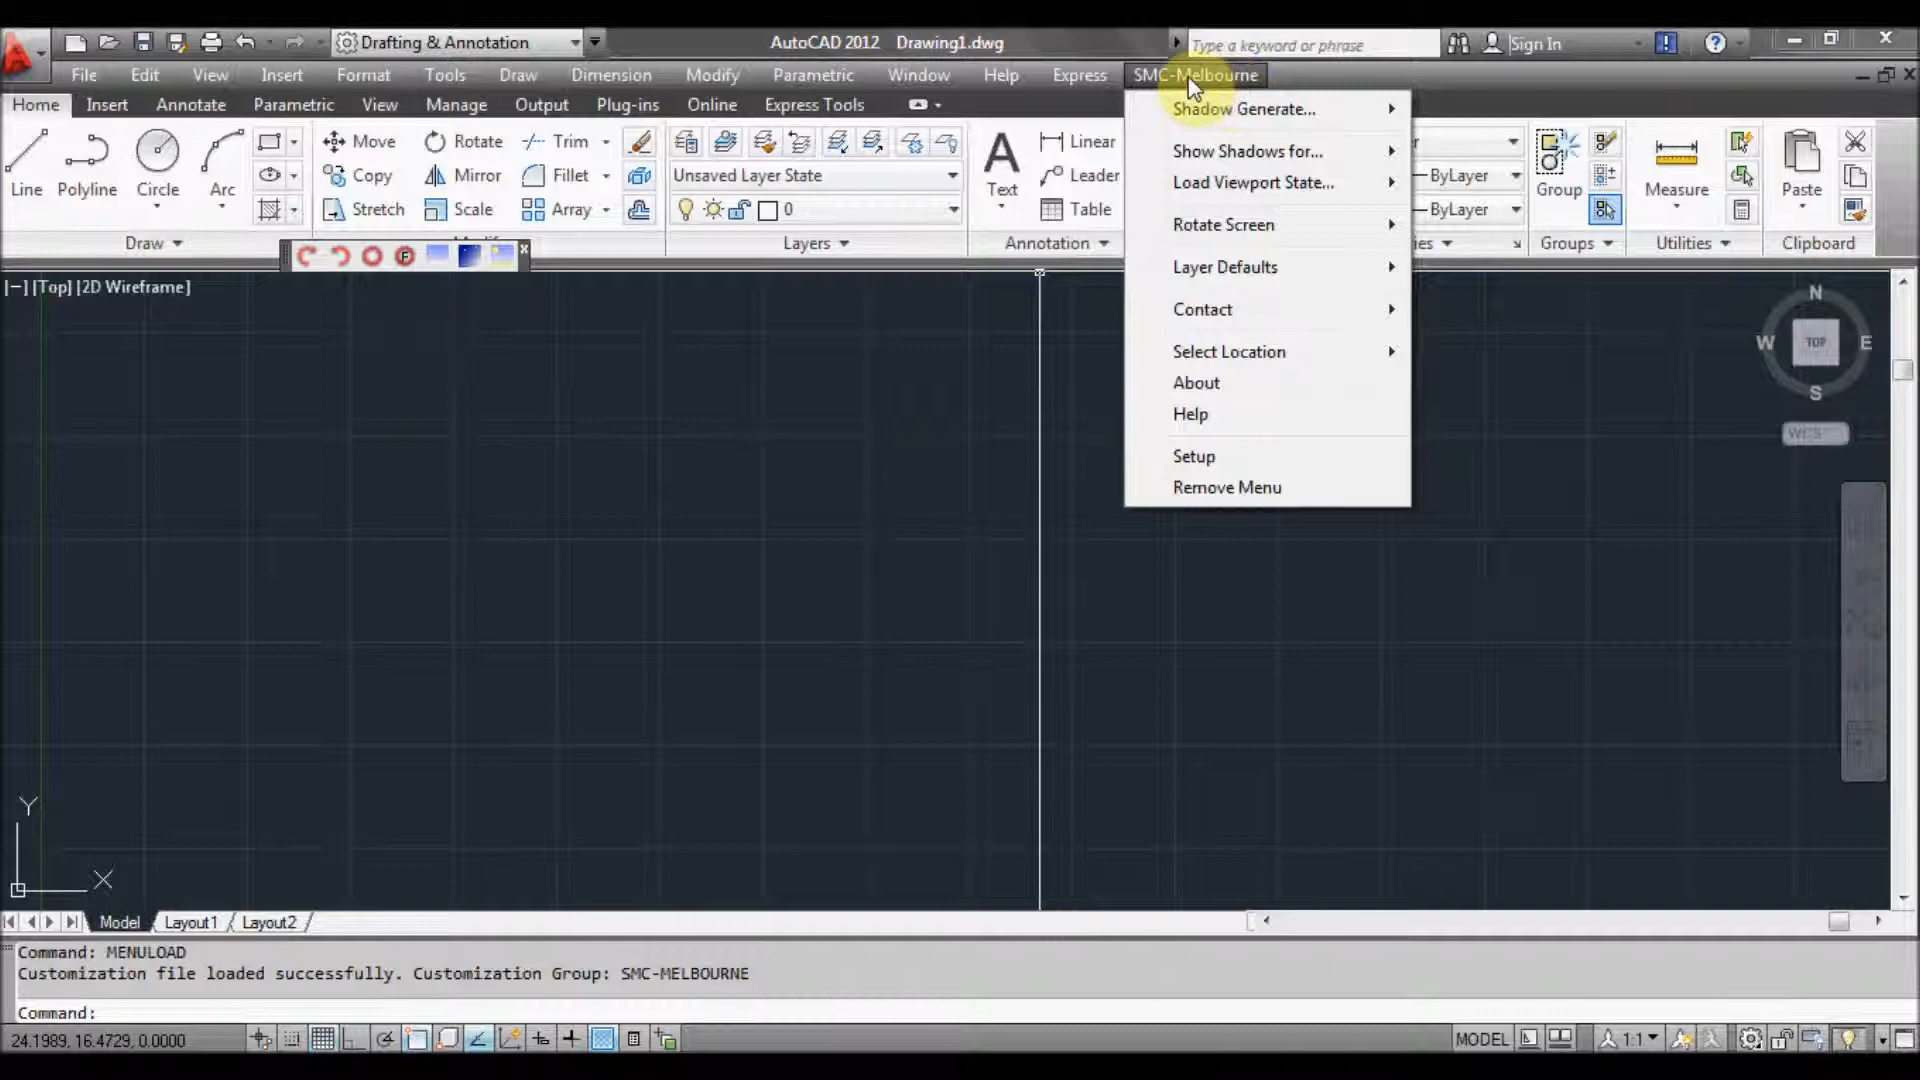 Drafting & Annotation AutoCAD 2012 Drawing1.dwg Type a keyword or phrase Sign In
File Edit View Insert Format Tools Draw Dimension Modify Parametric Window Help Express SMC-Melbourne
Home Insert Annotate Parametric View Manage Output Plug-ins Online Express Tools
Line Polyline Circle Arc
Move Rotate Trim
Copy Mirror Fillet
Stretch Scale Array
Unsaved Layer State
0
Text
Linear
Leader
Table
ByLayer
ByLayer
Group Measure Paste
Draw Layers Annotation Groups Utilities Clipboard
Shadow Generate...
Show Shadows for...
Load Viewport State...
Rotate Screen
Layer Defaults
Contact
Select Location
About
Help
Setup
Remove Menu
[−] [Top] [2D Wireframe]
N
W TOP E
S
WCS
Y
X
Model Layout1 Layout2
Command: MENULOAD
Customization file loaded successfully. Customization Group: SMC-MELBOURNE
Command:
24.1989, 16.4729, 0.0000 MODEL 1:1